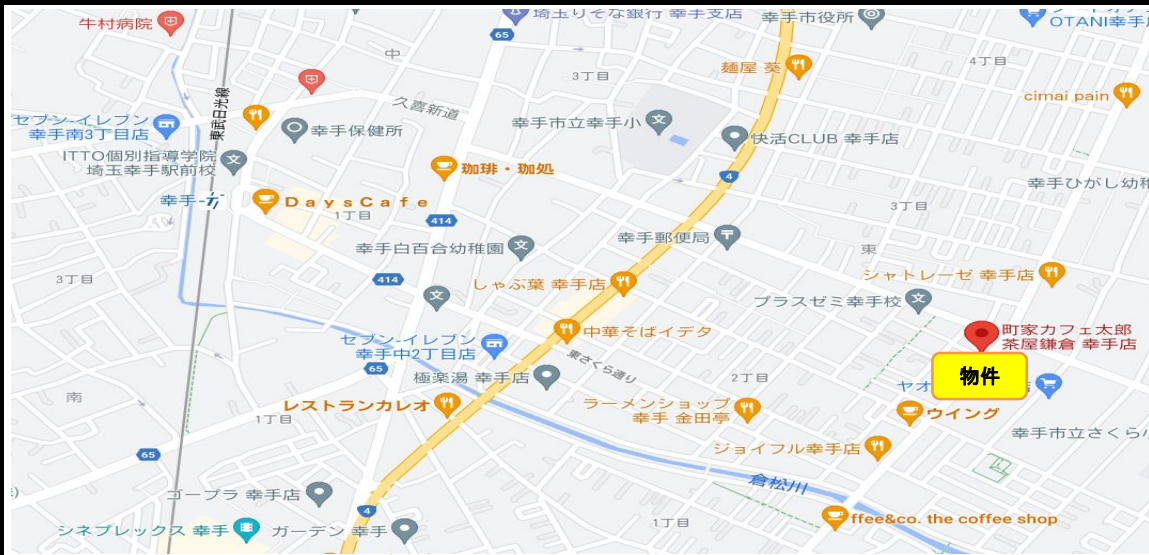 埼玉りそな銀行 幸手支店
幸手市役所
OTANI幸手
牛村病院
65
中
3丁目
麺屋 葵
4丁目
cimai pain
久喜新道
東武日光線
セブン-イレブン
幸手南3丁目店
幸手保健所
幸手市立幸手小
快活CLUB 幸手店
ITTO個別指導学院
埼玉幸手駅前校
珈琲・珈処
4
幸手ひがし幼稚
幸手
Days Cafe
1丁目
414
3丁目
幸手郵便局
幸手白百合幼稚園
東
3丁目
414
しゃぶ葉 幸手店
シャトレーゼ 幸手店
プラスゼミ幸手校
中華そばイデタ
町家カフェ太郎
茶屋鎌倉 幸手店
セブン-イレブン
幸手中2丁目店
東さくら通り
65
極楽湯 幸手店
2丁目
物件
ヤオ
店
南
レストランカレオ
1丁目
ラーメンショップ
幸手 金田亭
ウイング
幸手市立さくら小
ジョイフル幸手店
65
倉松川
ゴープラ 幸手店
4
シネプレックス 幸手
ガーデン 幸手
1丁目
ffee&co. the coffee shop